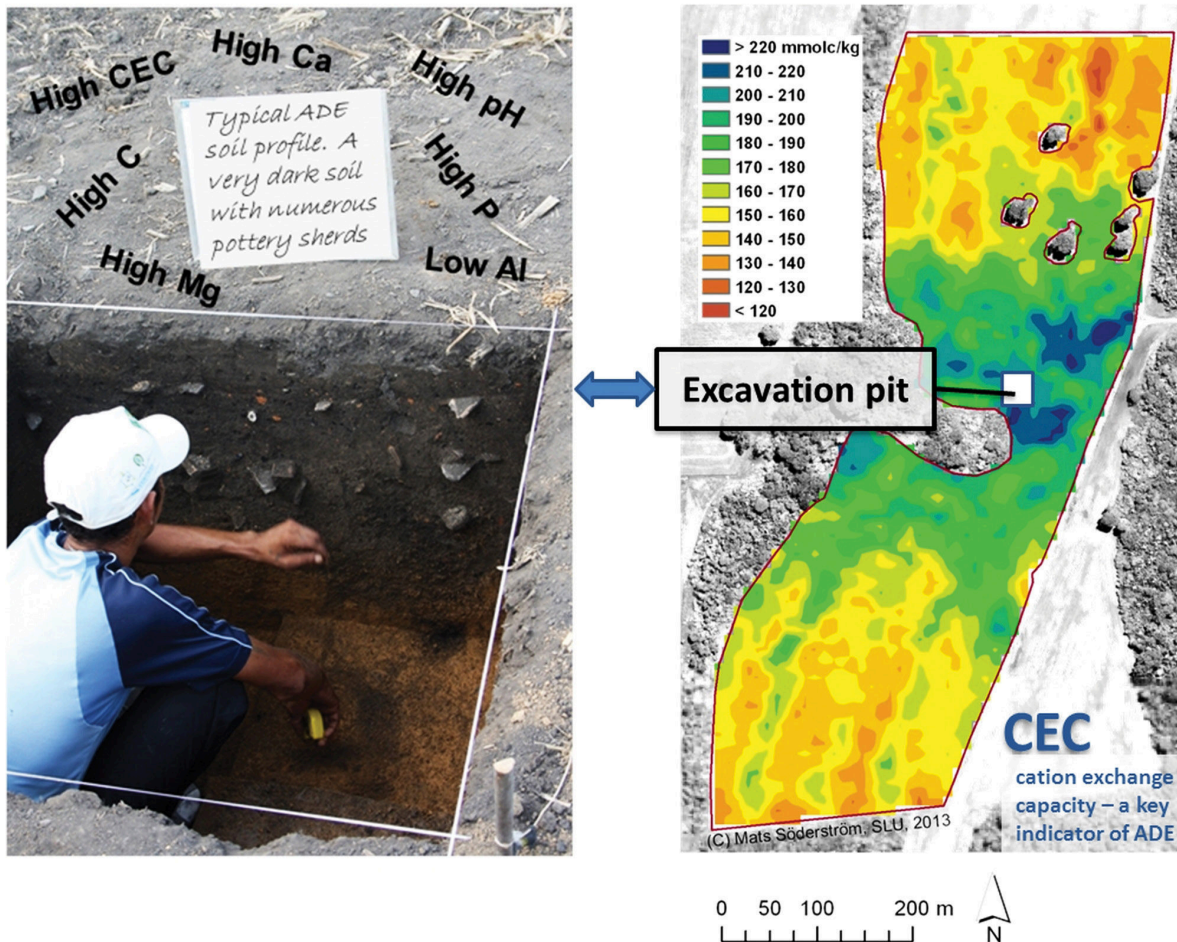 High CEC
High Ca
High pH
High C
High P
High Mg
Low Al
Typical ADE
soil profile. A
very dark soil
with numerous
pottery sherds
> 220 mmolc/kg
210 - 220
200 - 210
190 - 200
180 - 190
170 - 180
160 - 170
150 - 160
140 - 150
130 - 140
120 - 130
< 120
Excavation pit
CEC
cation exchange
capacity – a key
indicator of ADE
(C) Mats Söderström, SLU, 2013
0 50 100 200 m
N